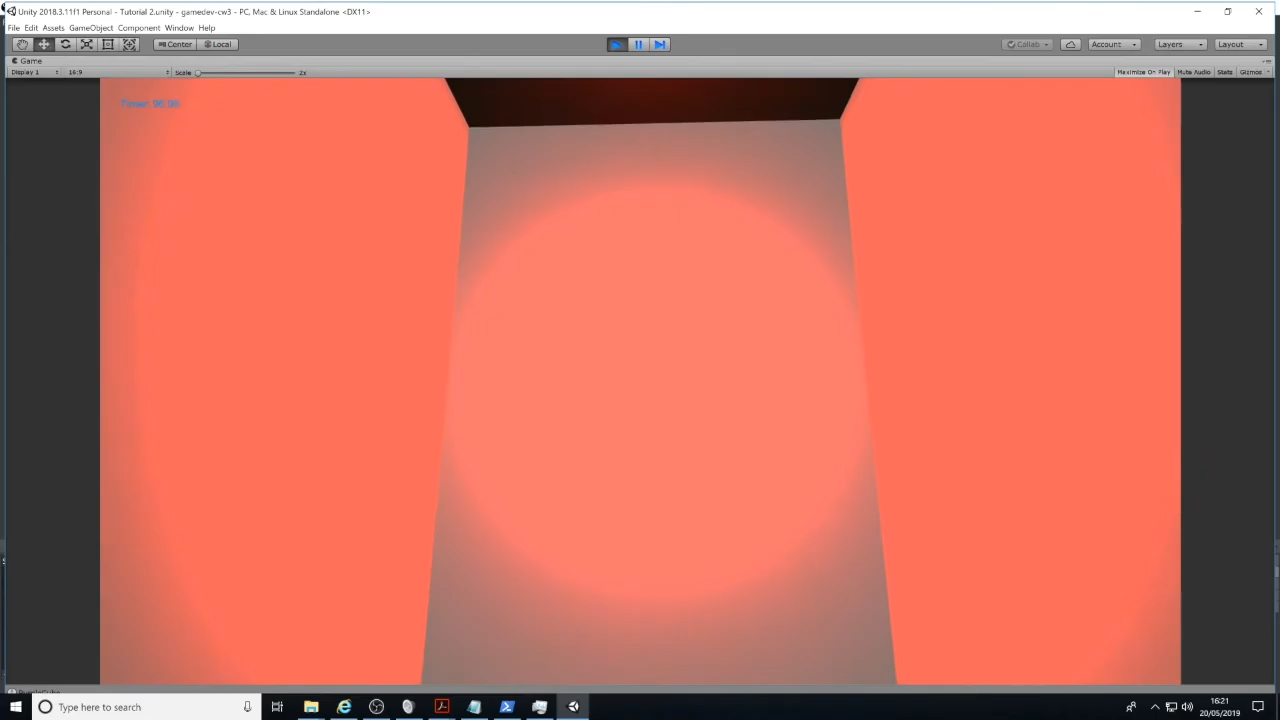 Unity 2018.3.11f1 Personal - Tutorial 2.unity - gamedev-cw3 - PC, Mac & Linux Standalone <DX11>
File Edit Assets GameObject Component Window Help
Center Local Collab Account Layers Layout
Game
Display 1 16:9 Scale 2x Maximize On Play Mute Audio Stats Gizmos
Type here to search
16:21
20/05/2019